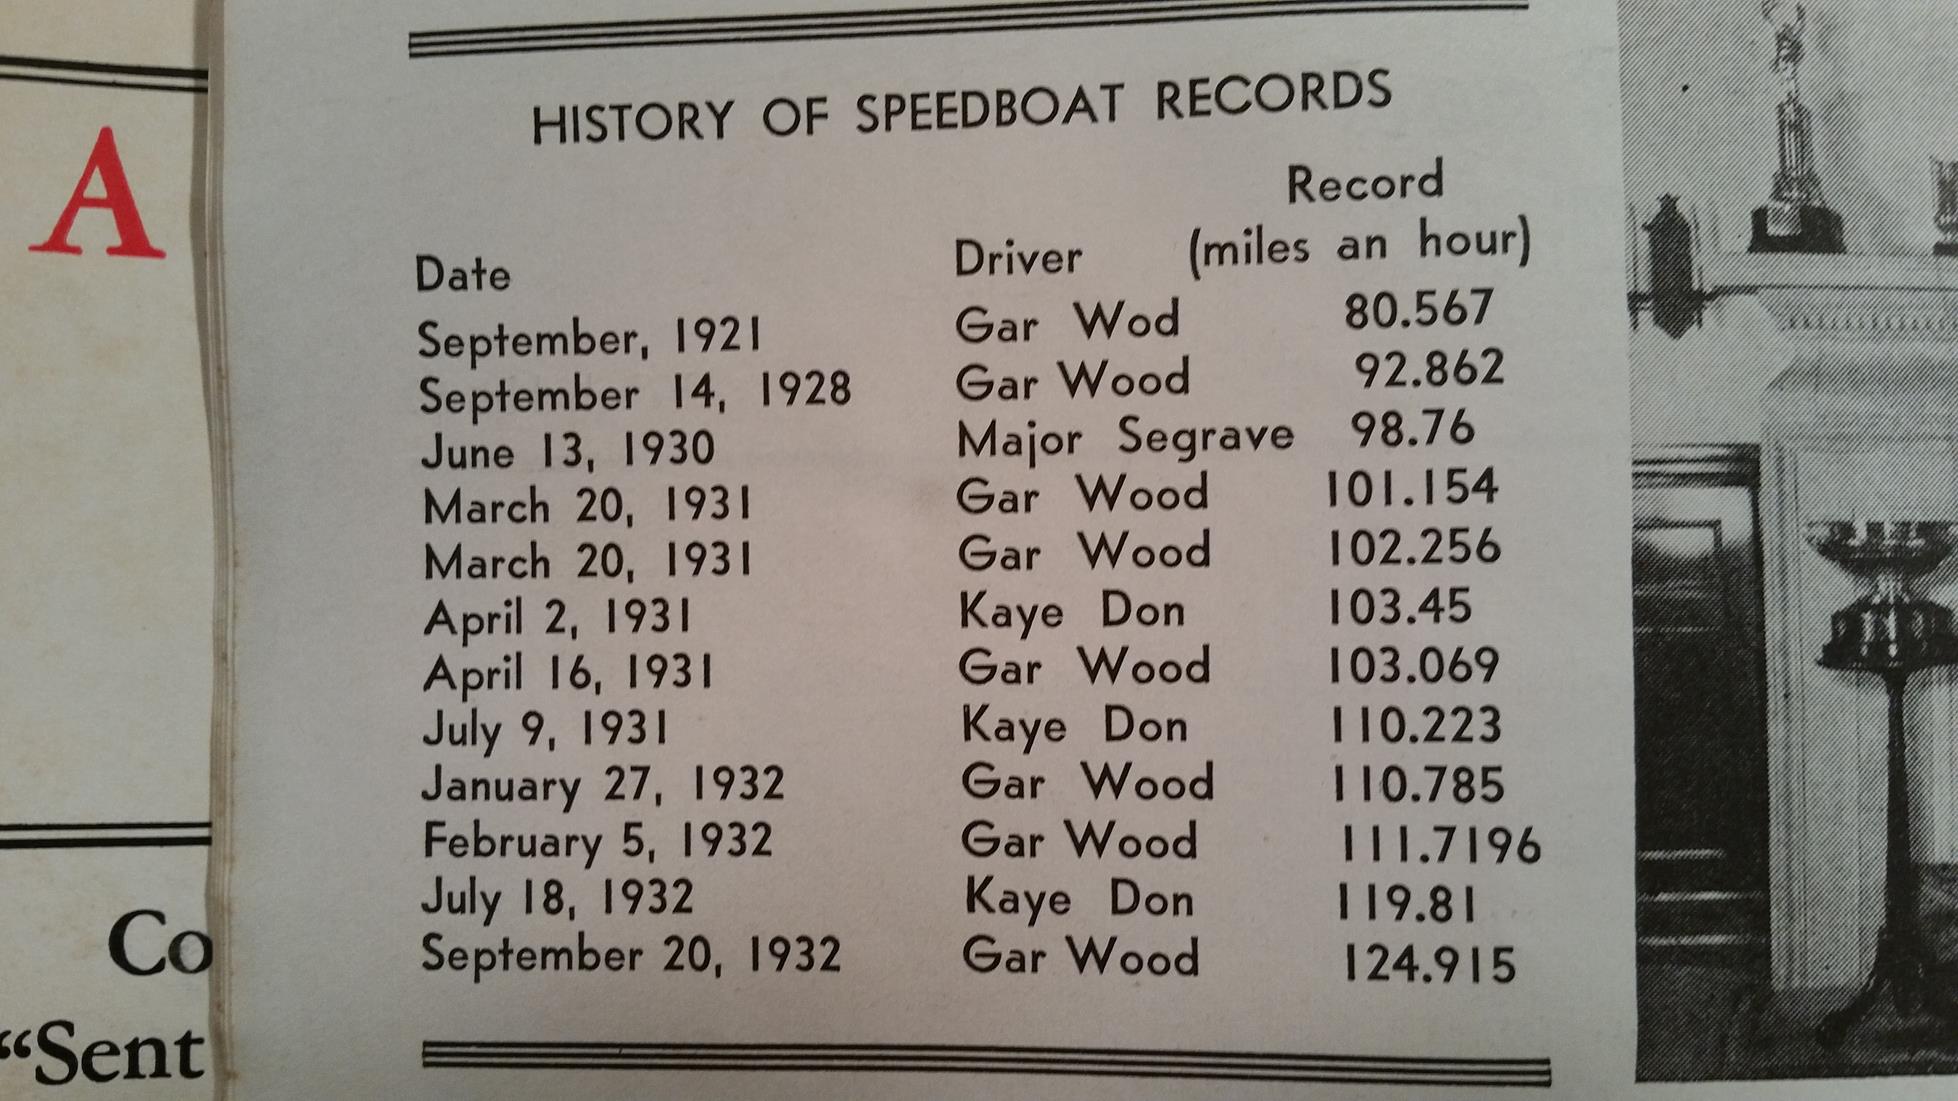 A
Co
“Sent
HISTORY OF SPEEDBOAT RECORDS
Record
Date Driver (miles an hour)
September, 1921 Gar Wod 80.567
September 14, 1928 Gar Wood 92.862
June 13, 1930 Major Segrave 98.76
March 20, 1931 Gar Wood 101.154
March 20, 1931 Gar Wood 102.256
April 2, 1931 Kaye Don 103.45
April 16, 1931 Gar Wood 103.069
July 9, 1931 Kaye Don 110.223
January 27, 1932 Gar Wood 110.785
February 5, 1932 Gar Wood 111.7196
July 18, 1932 Kaye Don 119.81
September 20, 1932 Gar Wood 124.915